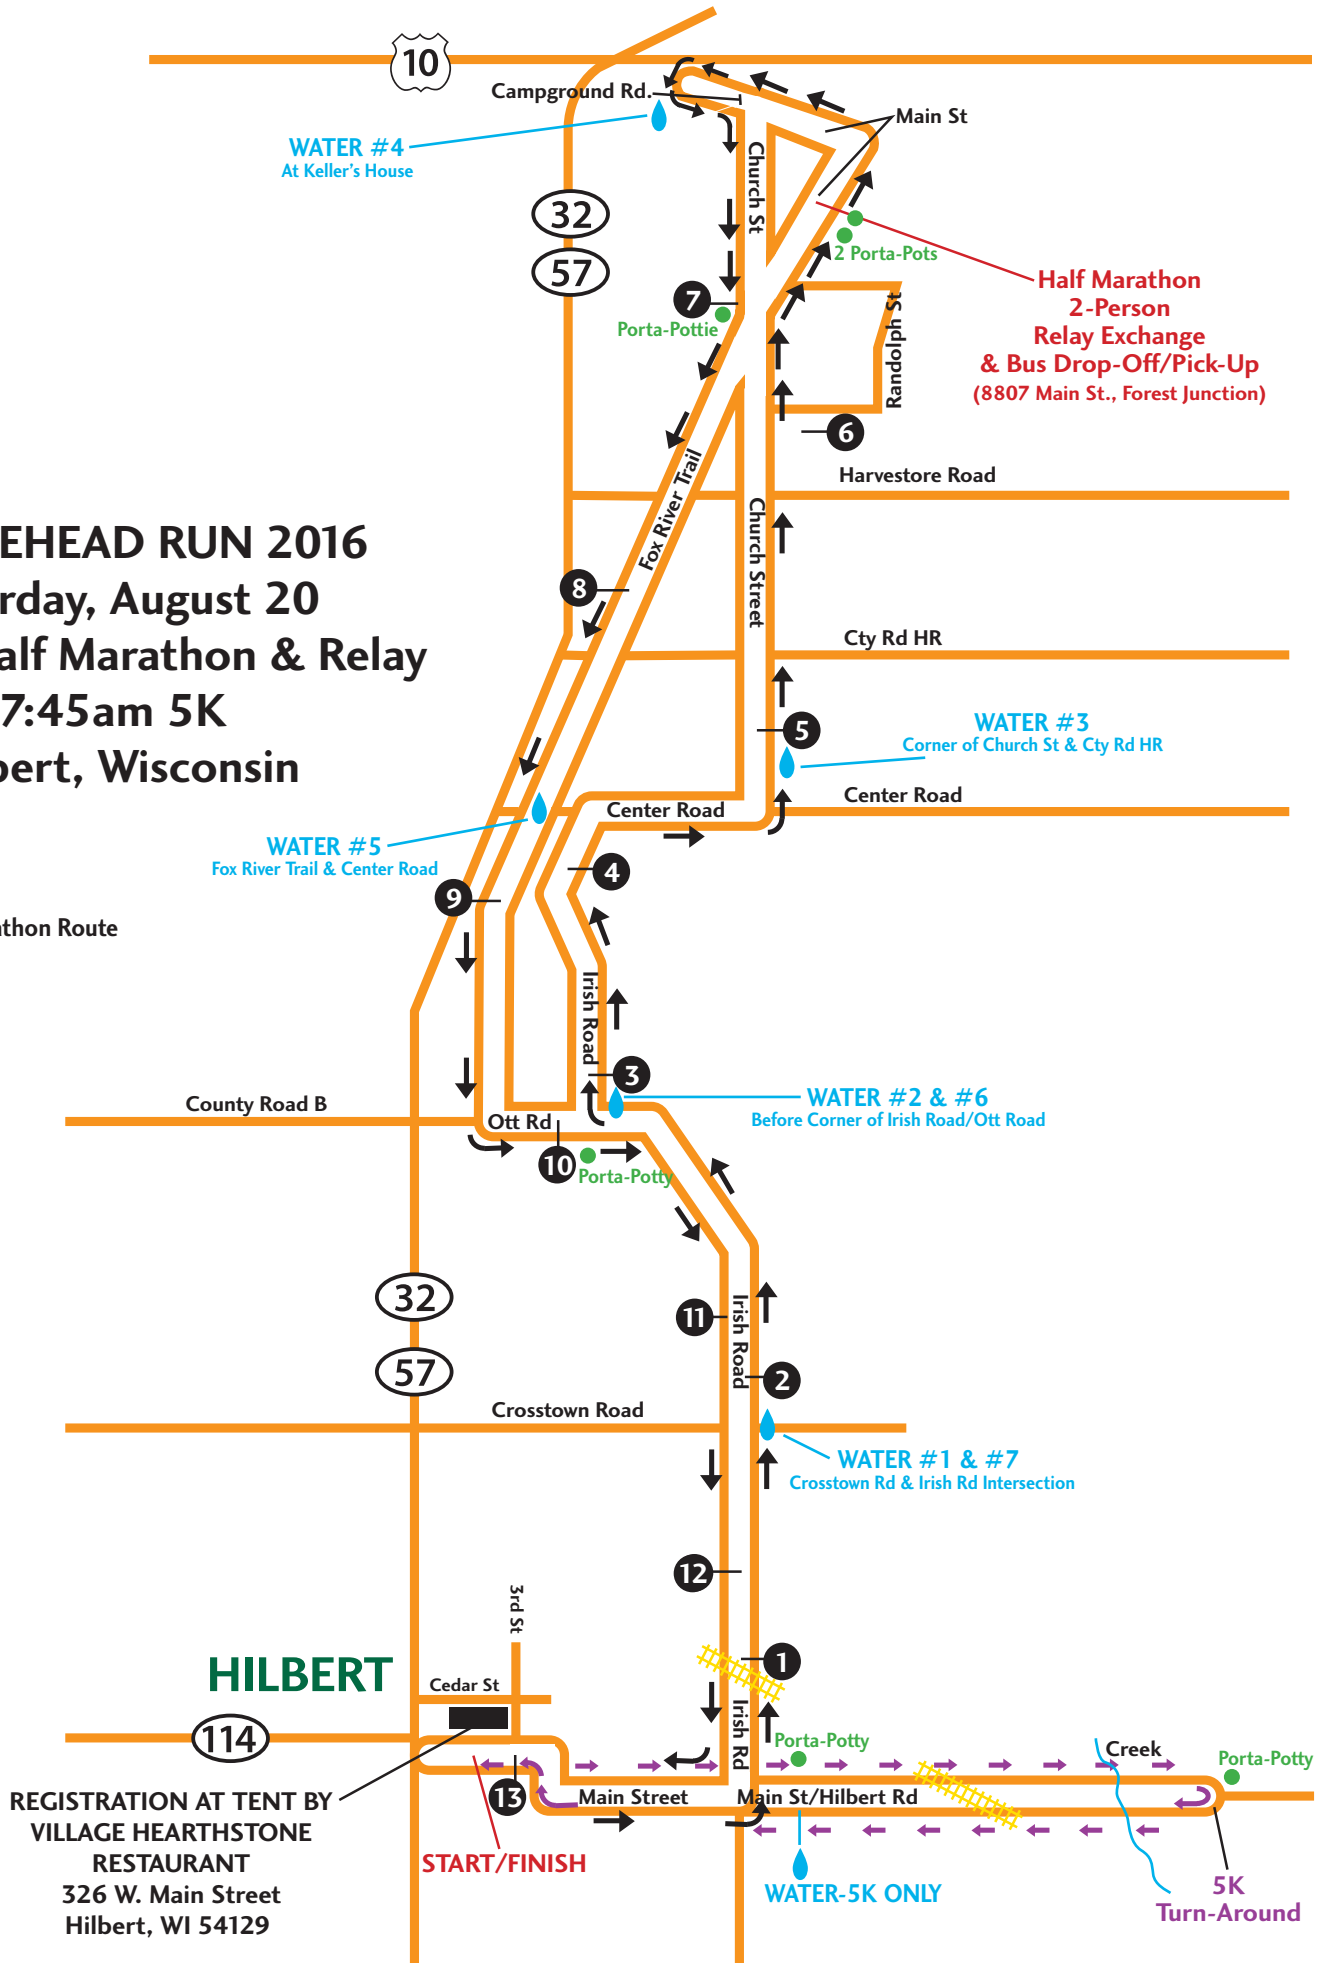 10
Campground Rd.
Main St
WATER #4
At Keller's House
Church St
32
57
2 Porta-Pots
7
Porta-Pottie
Randolph St
Half Marathon
2-Person
Relay Exchange
& Bus Drop-Off/Pick-Up
(8807 Main St., Forest Junction)
6
Harvestore Road
Fox River Trail
Church Street
EHEAD RUN 2016
rday, August 20
alf Marathon & Relay
7:45am 5K
bert, Wisconsin
8
Cty Rd HR
5
WATER #3
Corner of Church St & Cty Rd HR
Center Road
Center Road
WATER #5
Fox River Trail & Center Road
4
9
athon Route
Irish Road
3
County Road B
Ott Rd
WATER #2 & #6
Before Corner of Irish Road/Ott Road
10
Porta-Potty
32
11
Irish Road
57
2
Crosstown Road
WATER #1 & #7
Crosstown Rd & Irish Rd Intersection
12
3rd St
1
HILBERT
Cedar St
114
Irish Rd
Porta-Potty
Creek
Porta-Potty
13
Main Street
Main St/Hilbert Rd
REGISTRATION AT TENT BY
VILLAGE HEARTHSTONE
RESTAURANT
326 W. Main Street
Hilbert, WI 54129
START/FINISH
WATER-5K ONLY
5K
Turn-Around